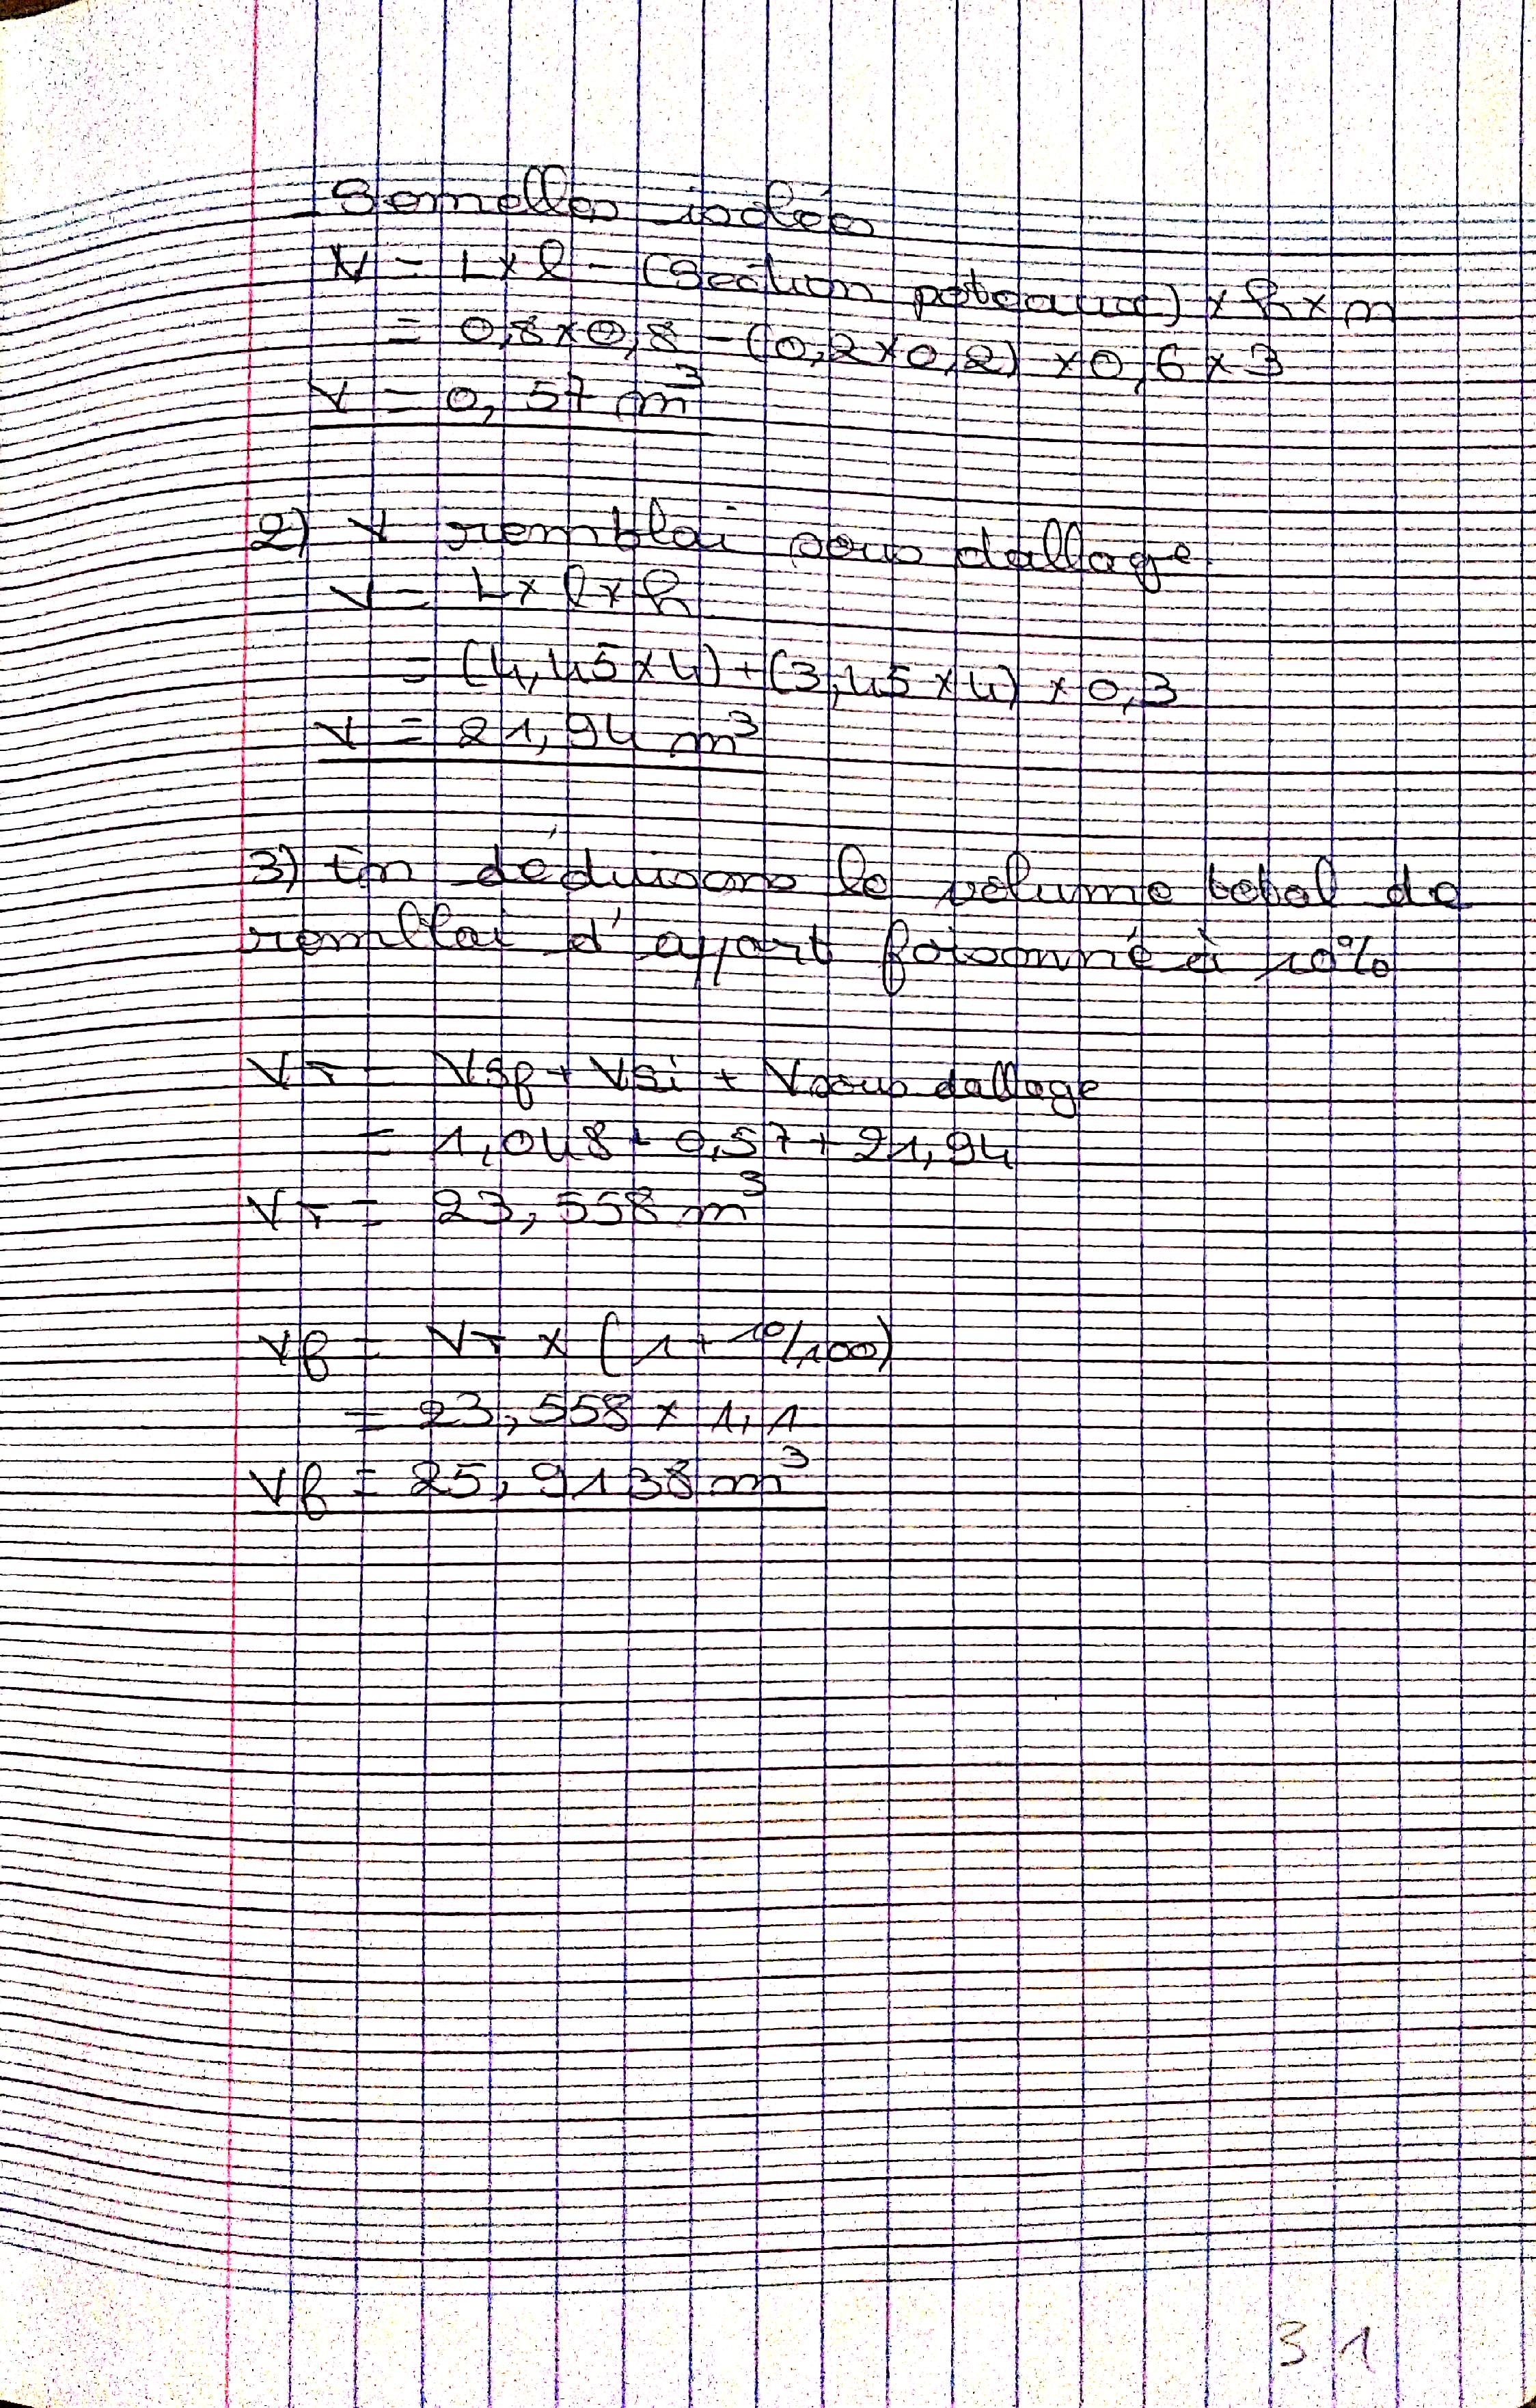 Semelles isolées
V = L x l - (Section poteaux) x h x n
= 0,8 x 0,8 - (0,2 x 0,2) x 0,6 x 3
V = 0,57 m³
2) V remblai sous dallage
V = L x l x h
= (4,45 x 4) + (3,45 x 4) x 0,3
V = 21,94 m³
3) En déduisons le volume total de
remblai d'apport foisonné à 10%
VT = Vsf + Vsi + Vsous dallage
= 1,048 + 0,57 + 21,94
VT = 23,558 m³
Vf = VT x (1 + 10/100)
= 23,558 x 1,1
Vf = 25,9138 m³
31